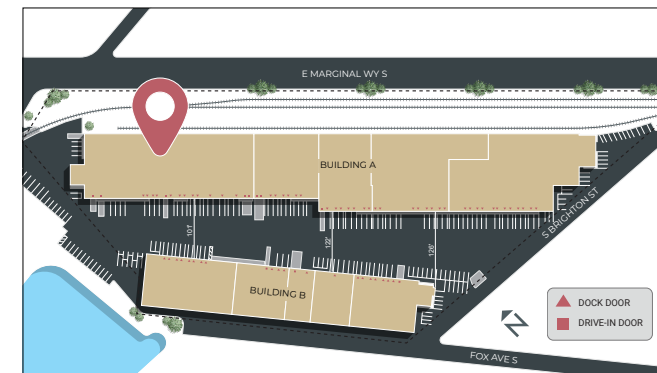 E MARGINAL WY S
BUILDING A
S BRIGHTON ST
101'
122'
126'
BUILDING B
N
DOCK DOOR
DRIVE-IN DOOR
FOX AVE S